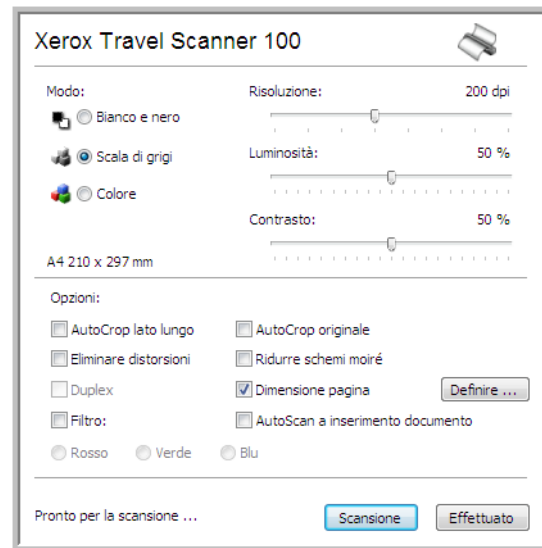 Xerox Travel Scanner 100
Modo: Risoluzione: 200 dpi
Bianco e nero
Scala di grigi Luminosità: 50 %
Colore
Contrasto: 50 %
A4 210 x 297 mm
Opzioni:
AutoCrop lato lungo AutoCrop originale
Eliminare distorsioni Ridurre schemi moiré
Duplex Dimensione pagina Definire ...
Filtro: AutoScan a inserimento documento
Rosso Verde Blu
Pronto per la scansione ... Scansione Effettuato